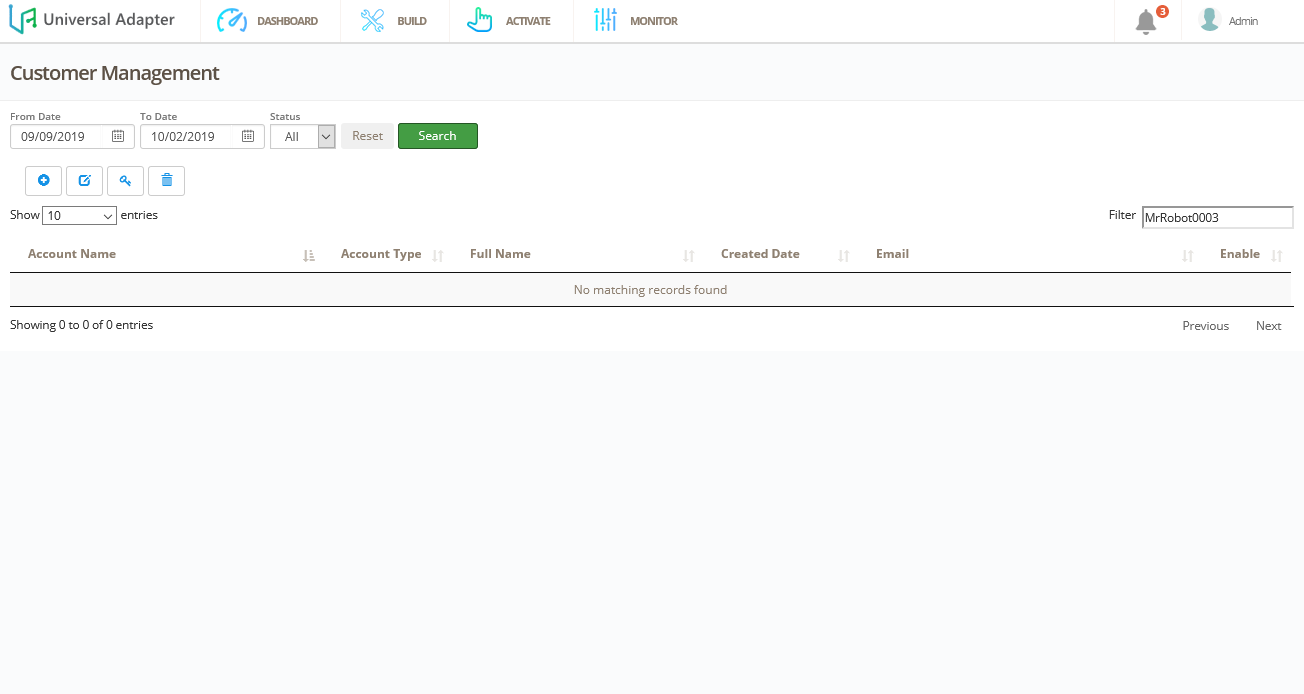 Universal Adapter DASHBOARD BUILD ACTIVATE MONITOR 3 Admin
Customer Management
From Date To Date Status
09/09/2019 10/02/2019 All Reset Search
Show 10 entries Filter MrRobot0003
Account Name Account Type Full Name Created Date Email Enable
No matching records found
Showing 0 to 0 of 0 entries Previous Next